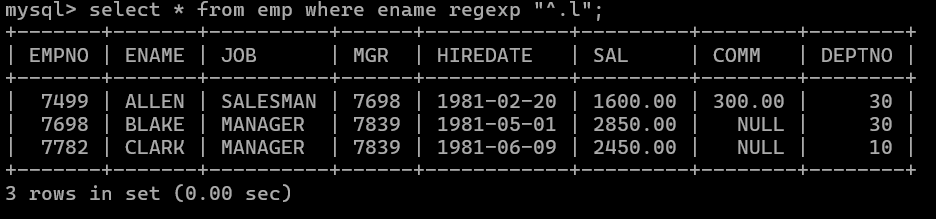 mysql> select * from emp where ename regexp "^.l";
+-------+-------+----------+------+------------+---------+--------+--------+
| EMPNO | ENAME | JOB      | MGR  | HIREDATE   | SAL     | COMM   | DEPTNO |
+-------+-------+----------+------+------------+---------+--------+--------+
|  7499 | ALLEN | SALESMAN | 7698 | 1981-02-20 | 1600.00 | 300.00 |     30 |
|  7698 | BLAKE | MANAGER  | 7839 | 1981-05-01 | 2850.00 |   NULL |     30 |
|  7782 | CLARK | MANAGER  | 7839 | 1981-06-09 | 2450.00 |   NULL |     10 |
+-------+-------+----------+------+------------+---------+--------+--------+
3 rows in set (0.00 sec)